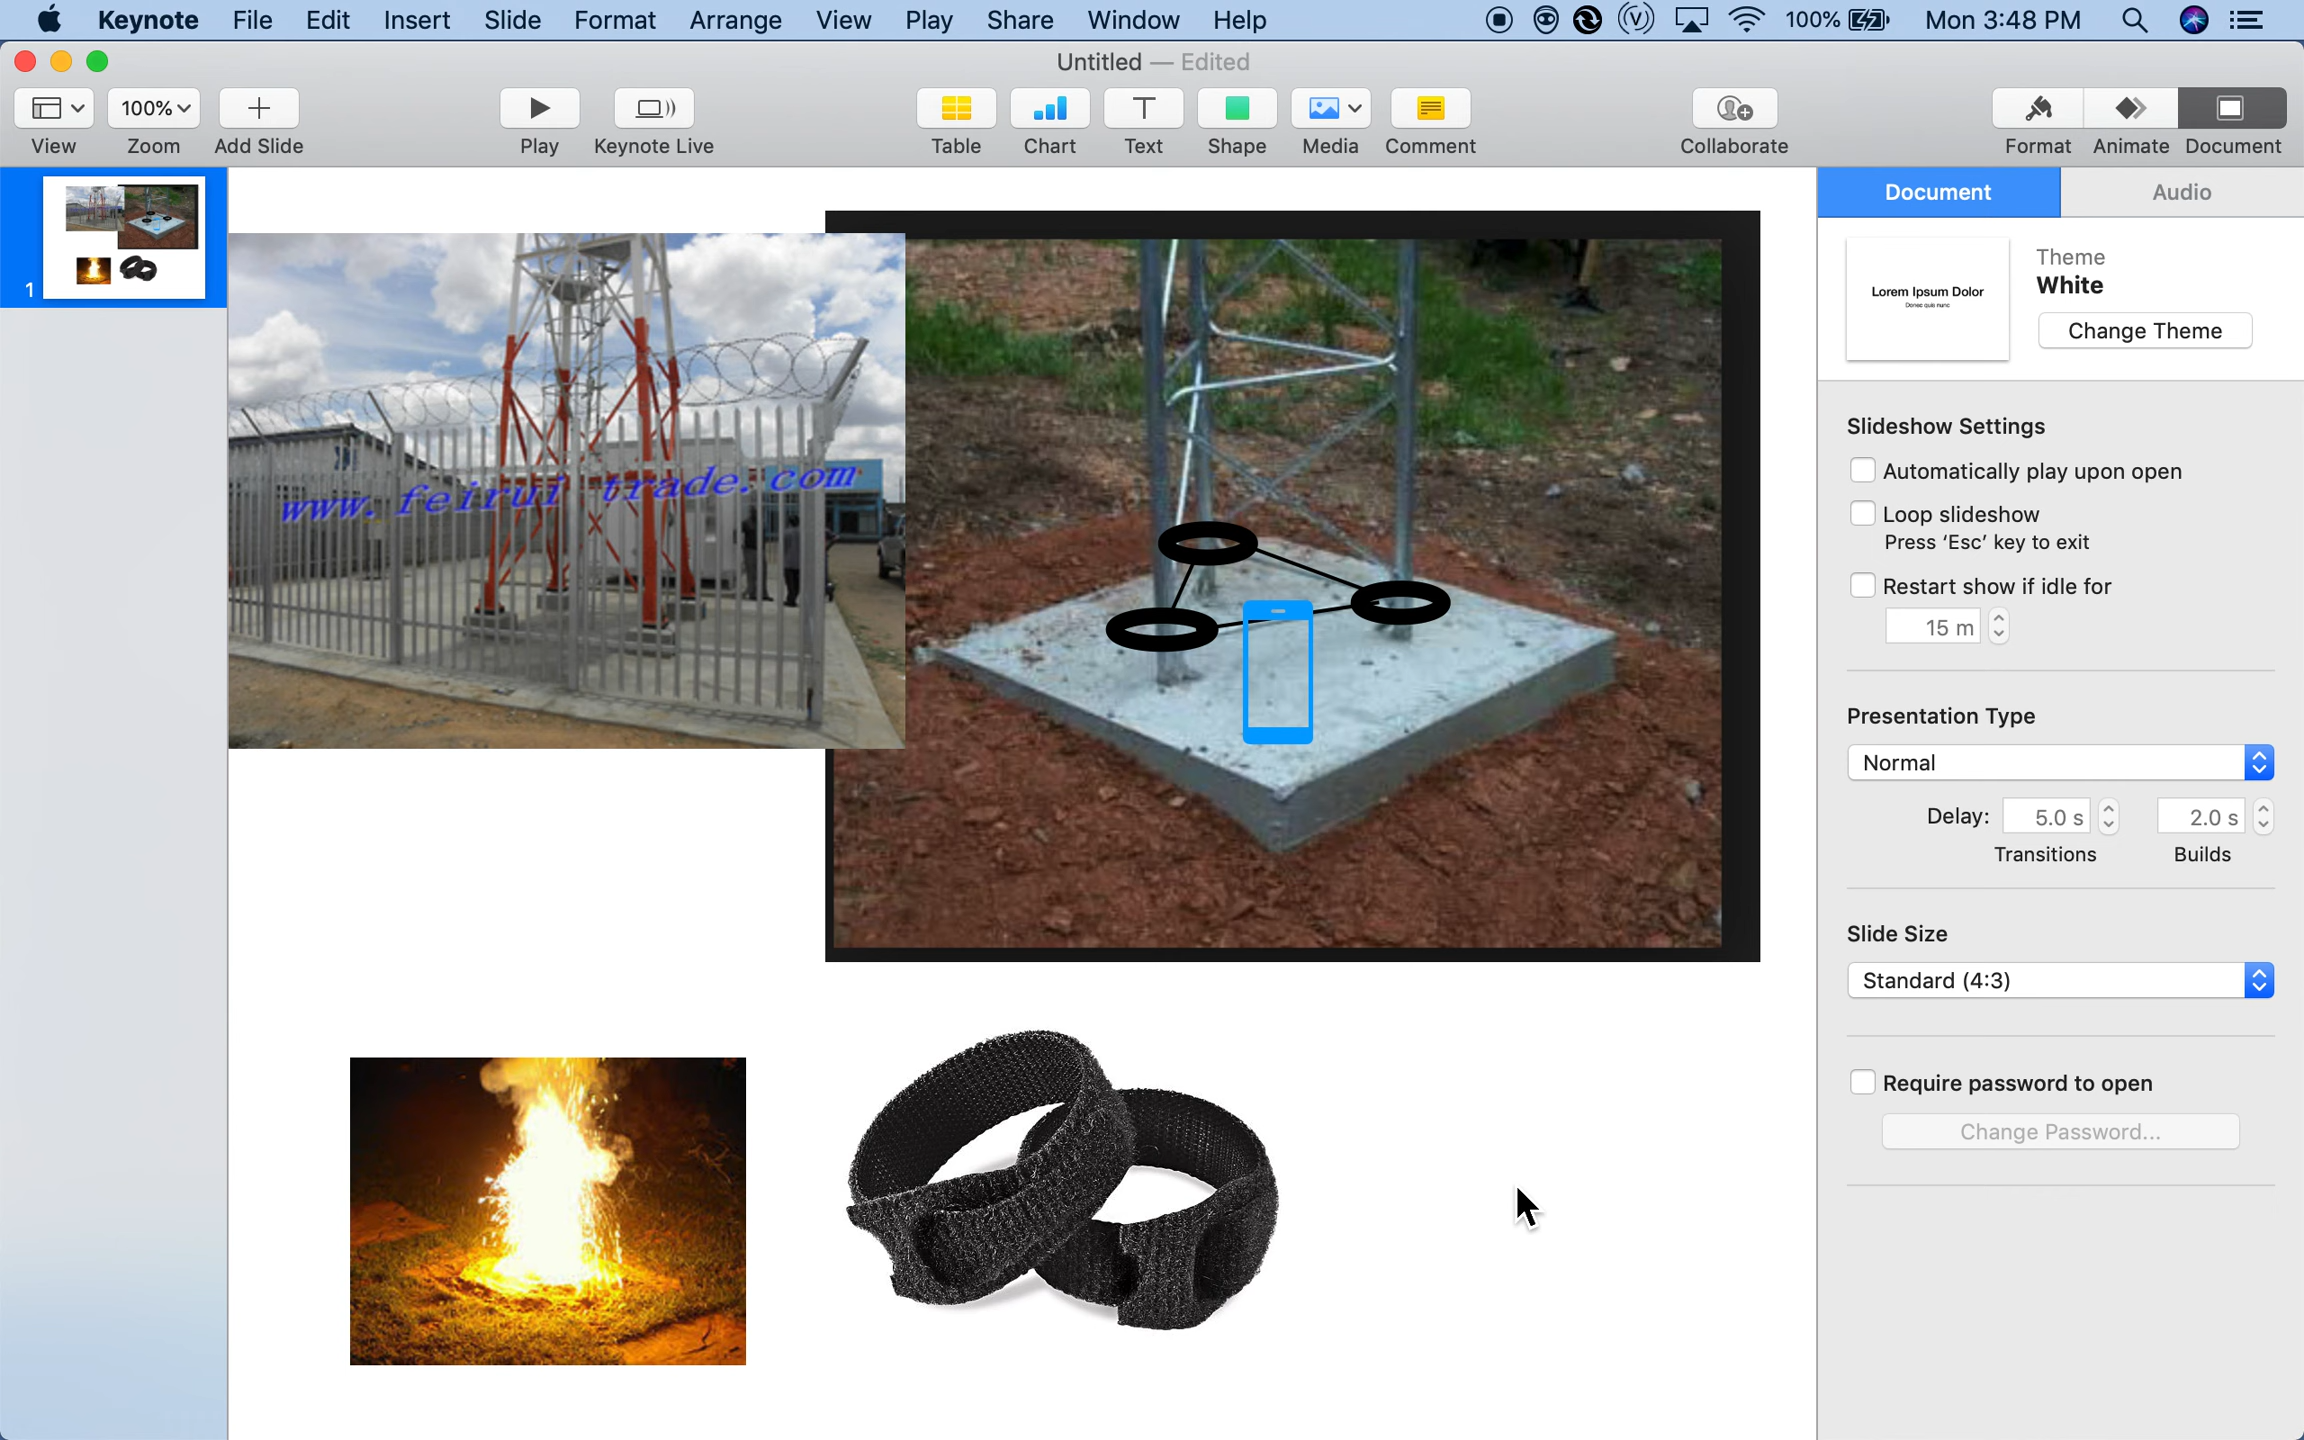 Keynote File Edit Insert Slide Format Arrange View Play Share Window Help 100% Mon 3:48 PM
Untitled — Edited
100%
View Zoom Add Slide Play Keynote Live Table Chart Text Shape Media Comment Collaborate Format Animate Document
Document Audio
1
www.feirui trade.com
Lorem Ipsum Dolor
Donec quis nunc
Theme
White
Change Theme
Slideshow Settings
Automatically play upon open
Loop slideshow
Press ‘Esc’ key to exit
Restart show if idle for
15 m
Presentation Type
Normal
Delay: 5.0 s 2.0 s
Transitions Builds
Slide Size
Standard (4:3)
Require password to open
Change Password...